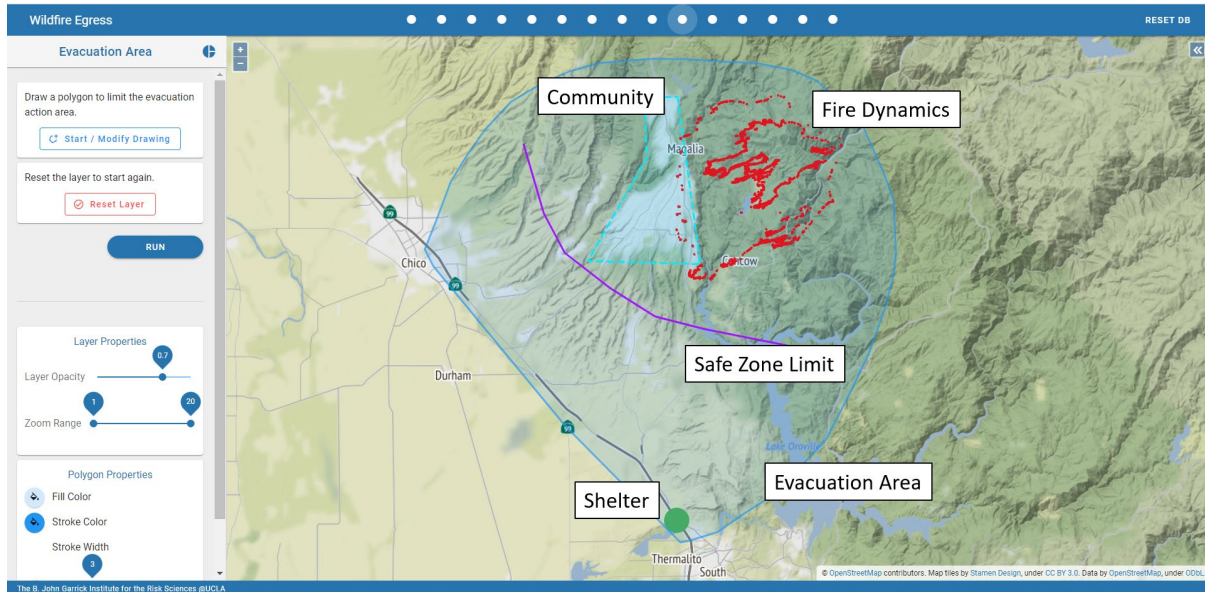 Wildfire Egress
RESET DB
Evacuation Area
Draw a polygon to limit the evacuation
action area.
Start / Modify Drawing
Reset the layer to start again.
Reset Layer
RUN
Layer Properties
0.7
Layer Opacity
1
20
Zoom Range
Polygon Properties
Fill Color
Stroke Color
Stroke Width
3
+
−
Community
Fire Dynamics
Magalia
99
Chico
99
Concow
Safe Zone Limit
Durham
99
Lake Oroville
Evacuation Area
Shelter
Thermalito
South
© OpenStreetMap contributors. Map tiles by Stamen Design, under CC BY 3.0. Data by OpenStreetMap, under ODbL
The B. John Garrick Institute for the Risk Sciences @UCLA